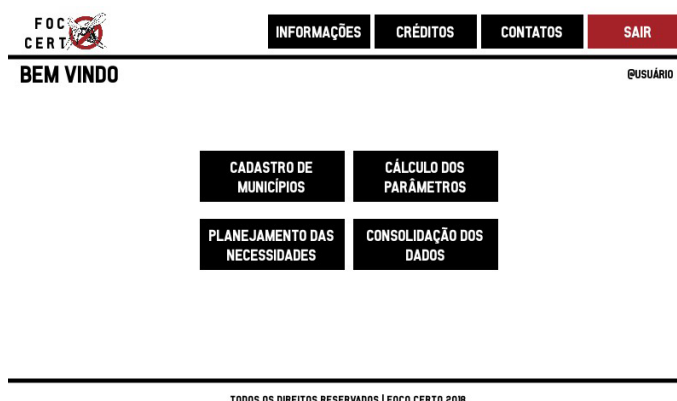 FOC
CERT
INFORMAÇÕES
CRÉDITOS
CONTATOS
SAIR
BEM VINDO
@USUÁRIO
CADASTRO DE
MUNICÍPIOS
CÁLCULO DOS
PARÂMETROS
PLANEJAMENTO DAS
NECESSIDADES
CONSOLIDAÇÃO DOS
DADOS
TODOS OS DIREITOS RESERVADOS | FOCO CERTO 2018